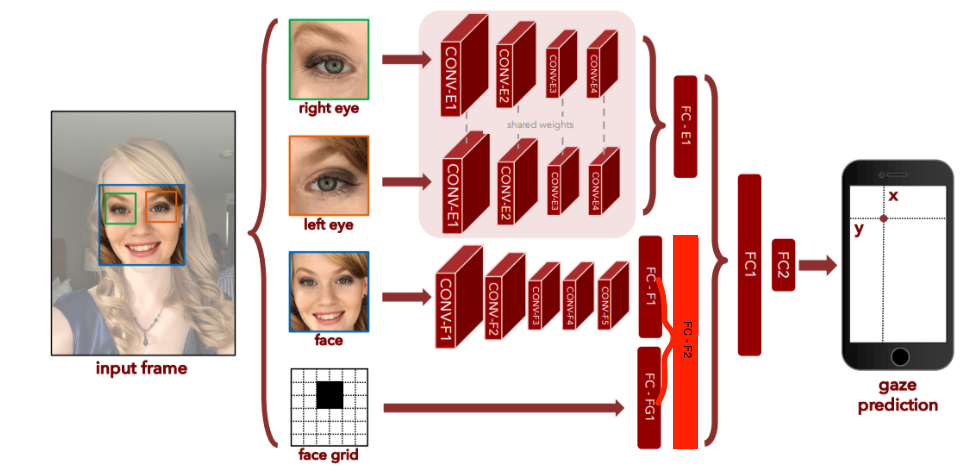 input frame
right eye
left eye
face
face grid
CONV-E1
CONV-E2
CONV-E3
CONV-E4
shared weights
CONV-E1
CONV-E2
CONV-E3
CONV-E4
CONV-F1
CONV-F2
CONV-F3
CONV-F4
CONV-F5
FC - E1
FC - F1
FC - FG1
FC - F2
FC1
FC2
x
y
gaze
prediction